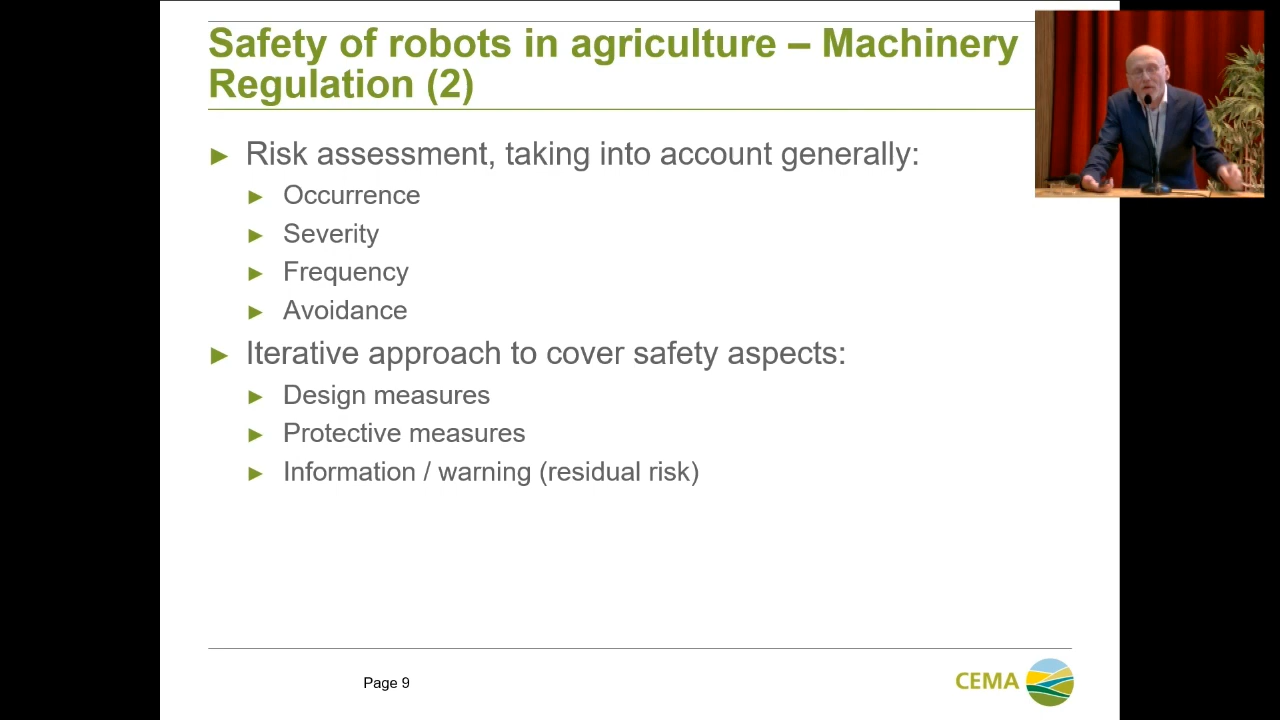 Safety of robots in agriculture – Machinery
Regulation (2)
► Risk assessment, taking into account generally:
► Occurrence
► Severity
► Frequency
► Avoidance
► Iterative approach to cover safety aspects:
► Design measures
► Protective measures
► Information / warning (residual risk)
Page 9
CEMA